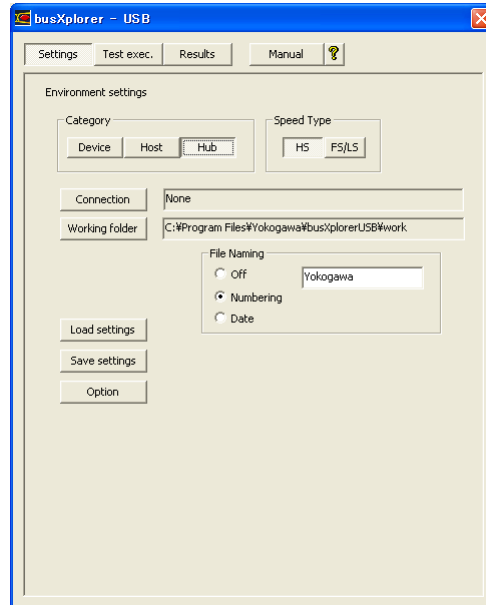 busXplorer - USB
Settings Test exec. Results Manual ?
Environment settings
Category Speed Type
Device Host Hub HS FS/LS
Connection None
Working folder C:¥Program Files¥Yokogawa¥busXplorerUSB¥work
File Naming
Off Yokogawa
Numbering
Date
Load settings
Save settings
Option